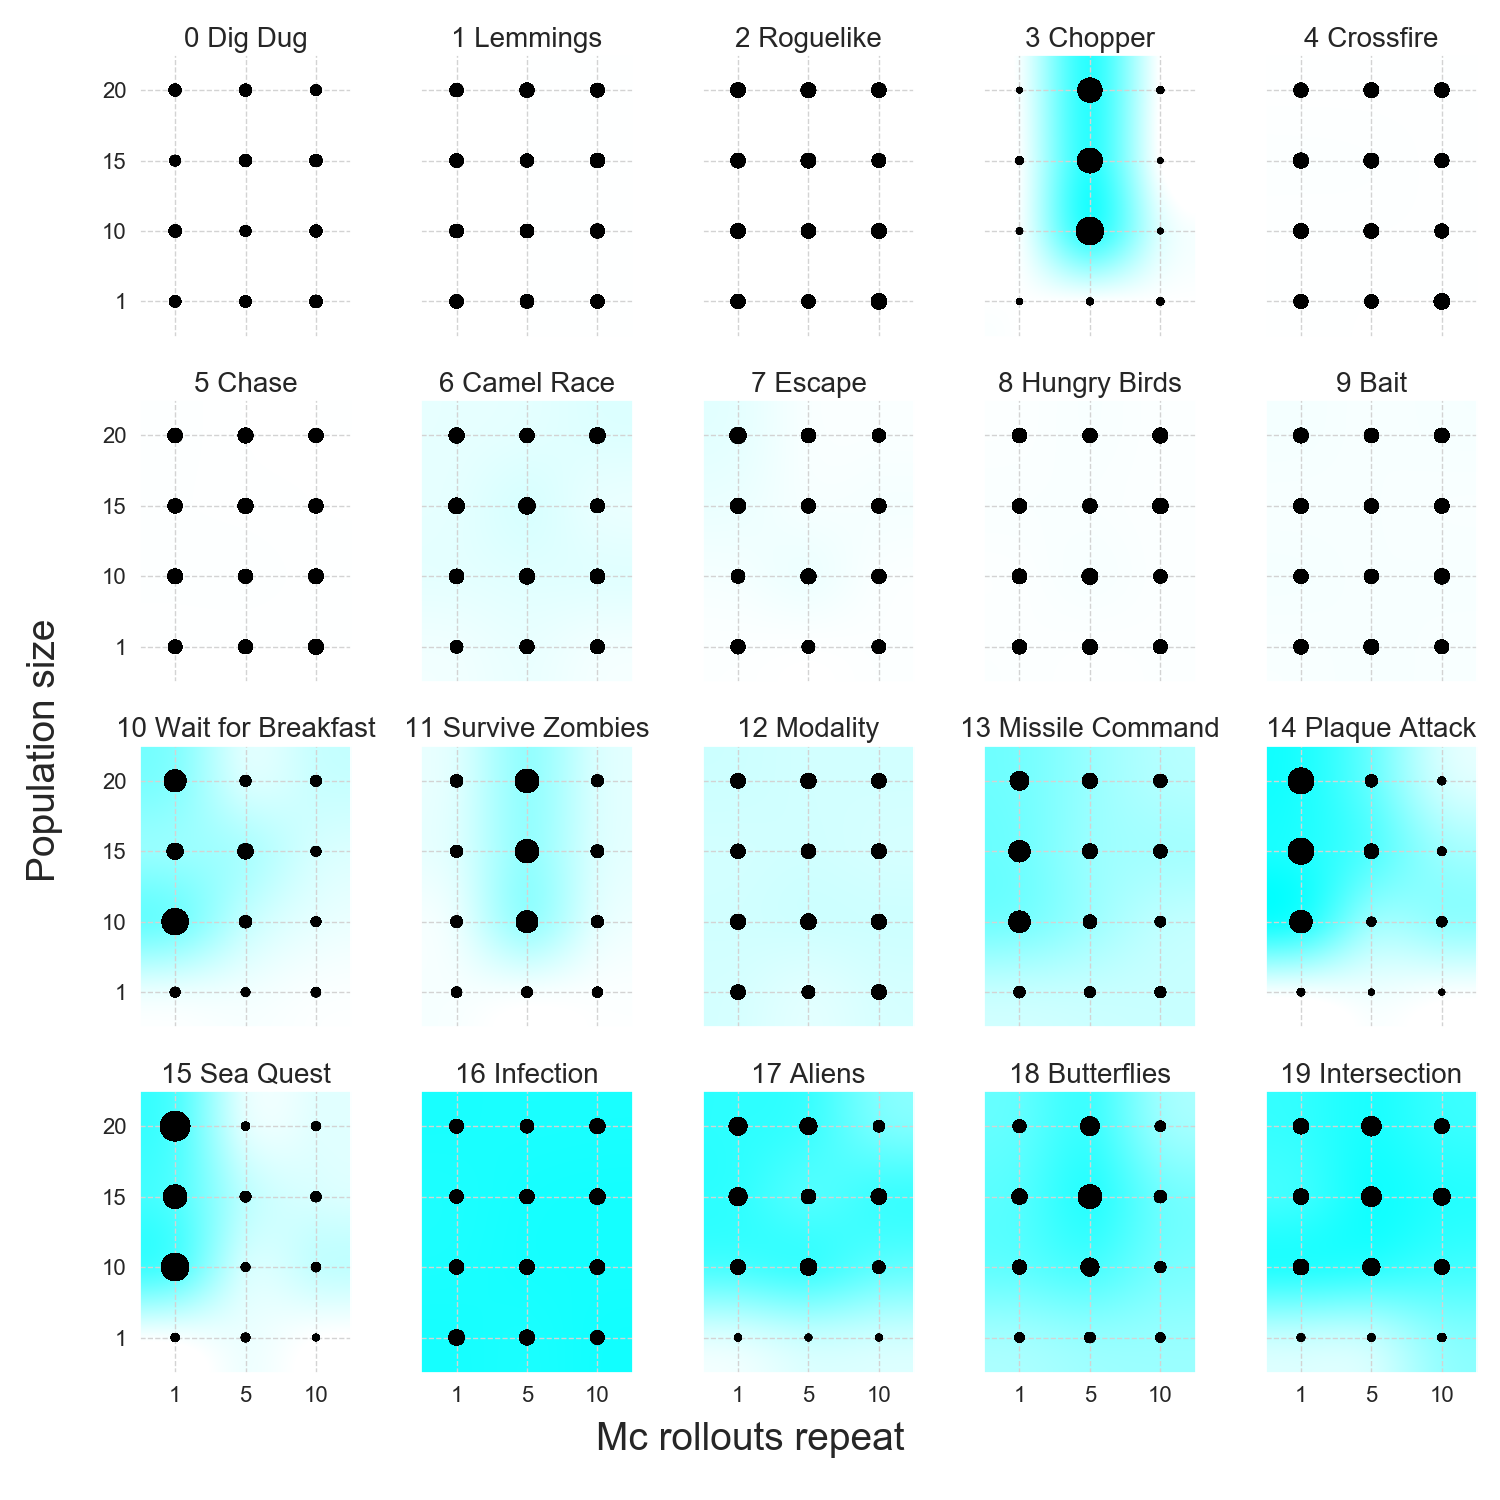 0 Dig Dug 1 Lemmings 2 Roguelike 3 Chopper 4 Crossfire
20
15
10
1
5 Chase 6 Camel Race 7 Escape 8 Hungry Birds 9 Bait
20
15
10
1
Population size
10 Wait for Breakfast 11 Survive Zombies 12 Modality 13 Missile Command 14 Plaque Attack
20
15
10
1
15 Sea Quest 16 Infection 17 Aliens 18 Butterflies 19 Intersection
20
15
10
1
1 5 10 1 5 10 1 5 10 1 5 10 1 5 10
Mc rollouts repeat